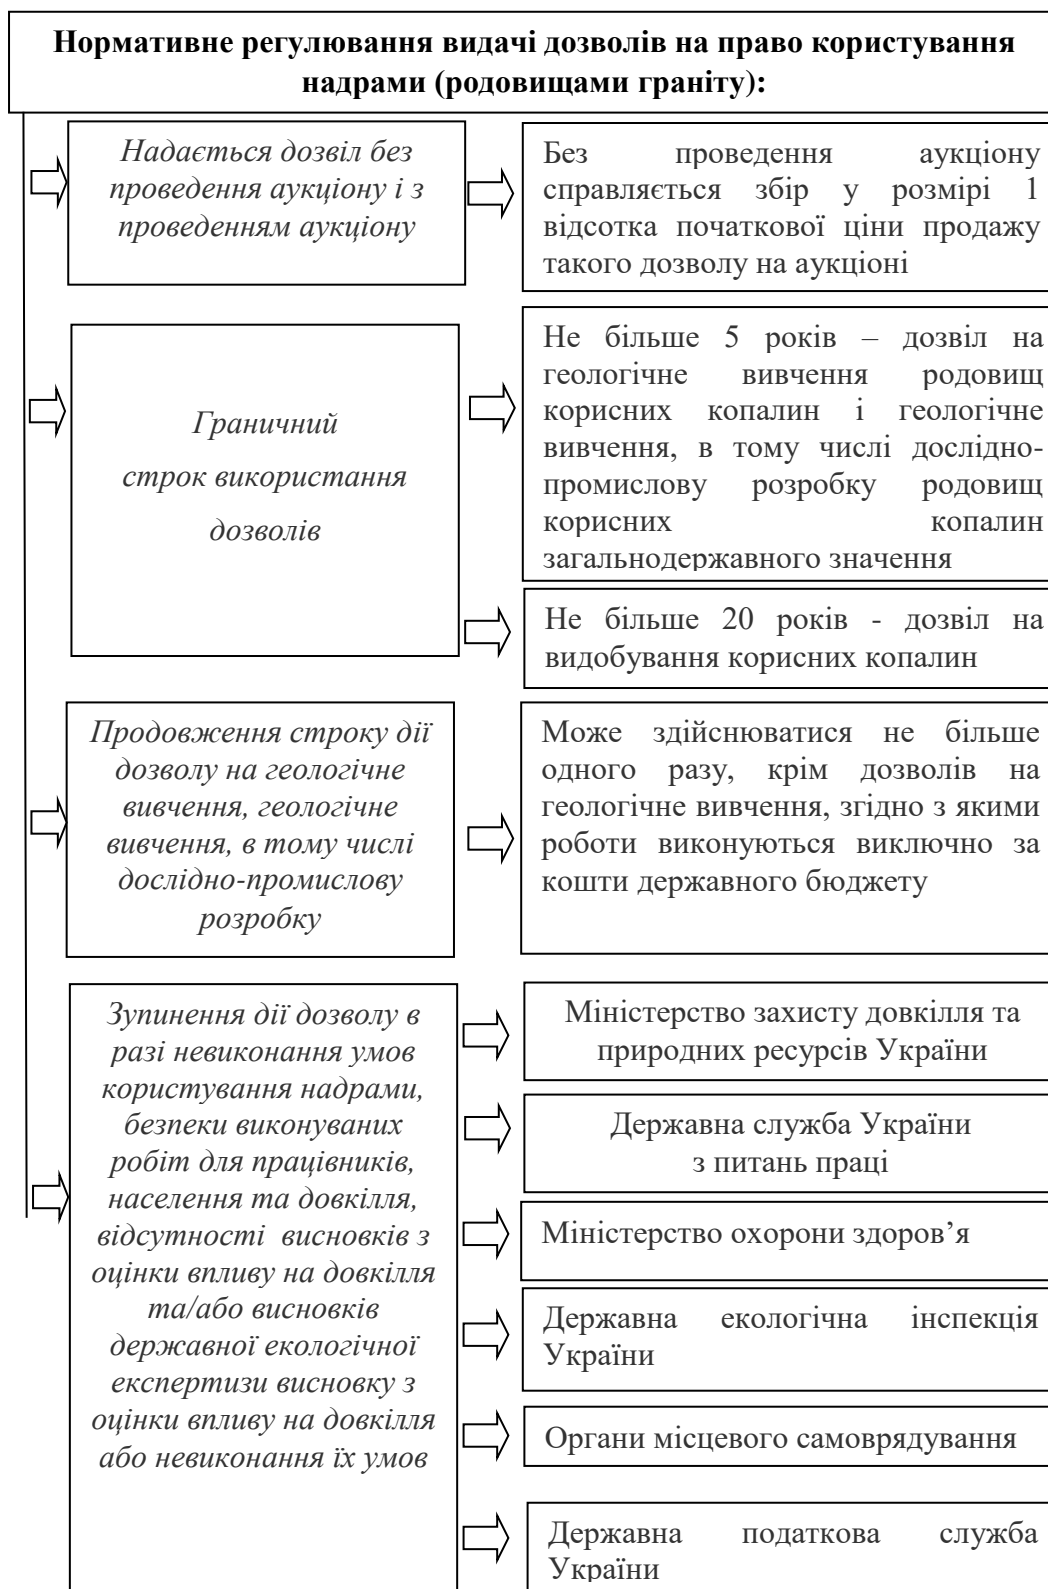 Нормативне регулювання видачі дозволів на право користування
надрами (родовищами граніту):
Надається дозвіл без
проведення аукціону і з
проведенням аукціону
Без проведення аукціону
справляється збір у розмірі 1
відсотка початкової ціни продажу
такого дозволу на аукціоні
Граничний
строк використання
дозволів
Не більше 5 років – дозвіл на
геологічне вивчення родовищ
корисних копалин і геологічне
вивчення, в тому числі дослідно-
промислову розробку родовищ
корисних копалин
загальнодержавного значення
Не більше 20 років - дозвіл на
видобування корисних копалин
Продовження строку дії
дозволу на геологічне
вивчення, геологічне
вивчення, в тому числі
дослідно-промислову
розробку
Може здійснюватися не більше
одного разу, крім дозволів на
геологічне вивчення, згідно з якими
роботи виконуються виключно за
кошти державного бюджету
Зупинення дії дозволу в
разі невиконання умов
користування надрами,
безпеки виконуваних
робіт для працівників,
населення та довкілля,
відсутності висновків з
оцінки впливу на довкілля
та/або висновків
державної екологічної
експертизи висновку з
оцінки впливу на довкілля
або невиконання їх умов
Міністерство захисту довкілля та
природних ресурсів України
Державна служба України
з питань праці
Міністерство охорони здоров’я
Державна екологічна інспекція
України
Органи місцевого самоврядування
Державна податкова служба
України